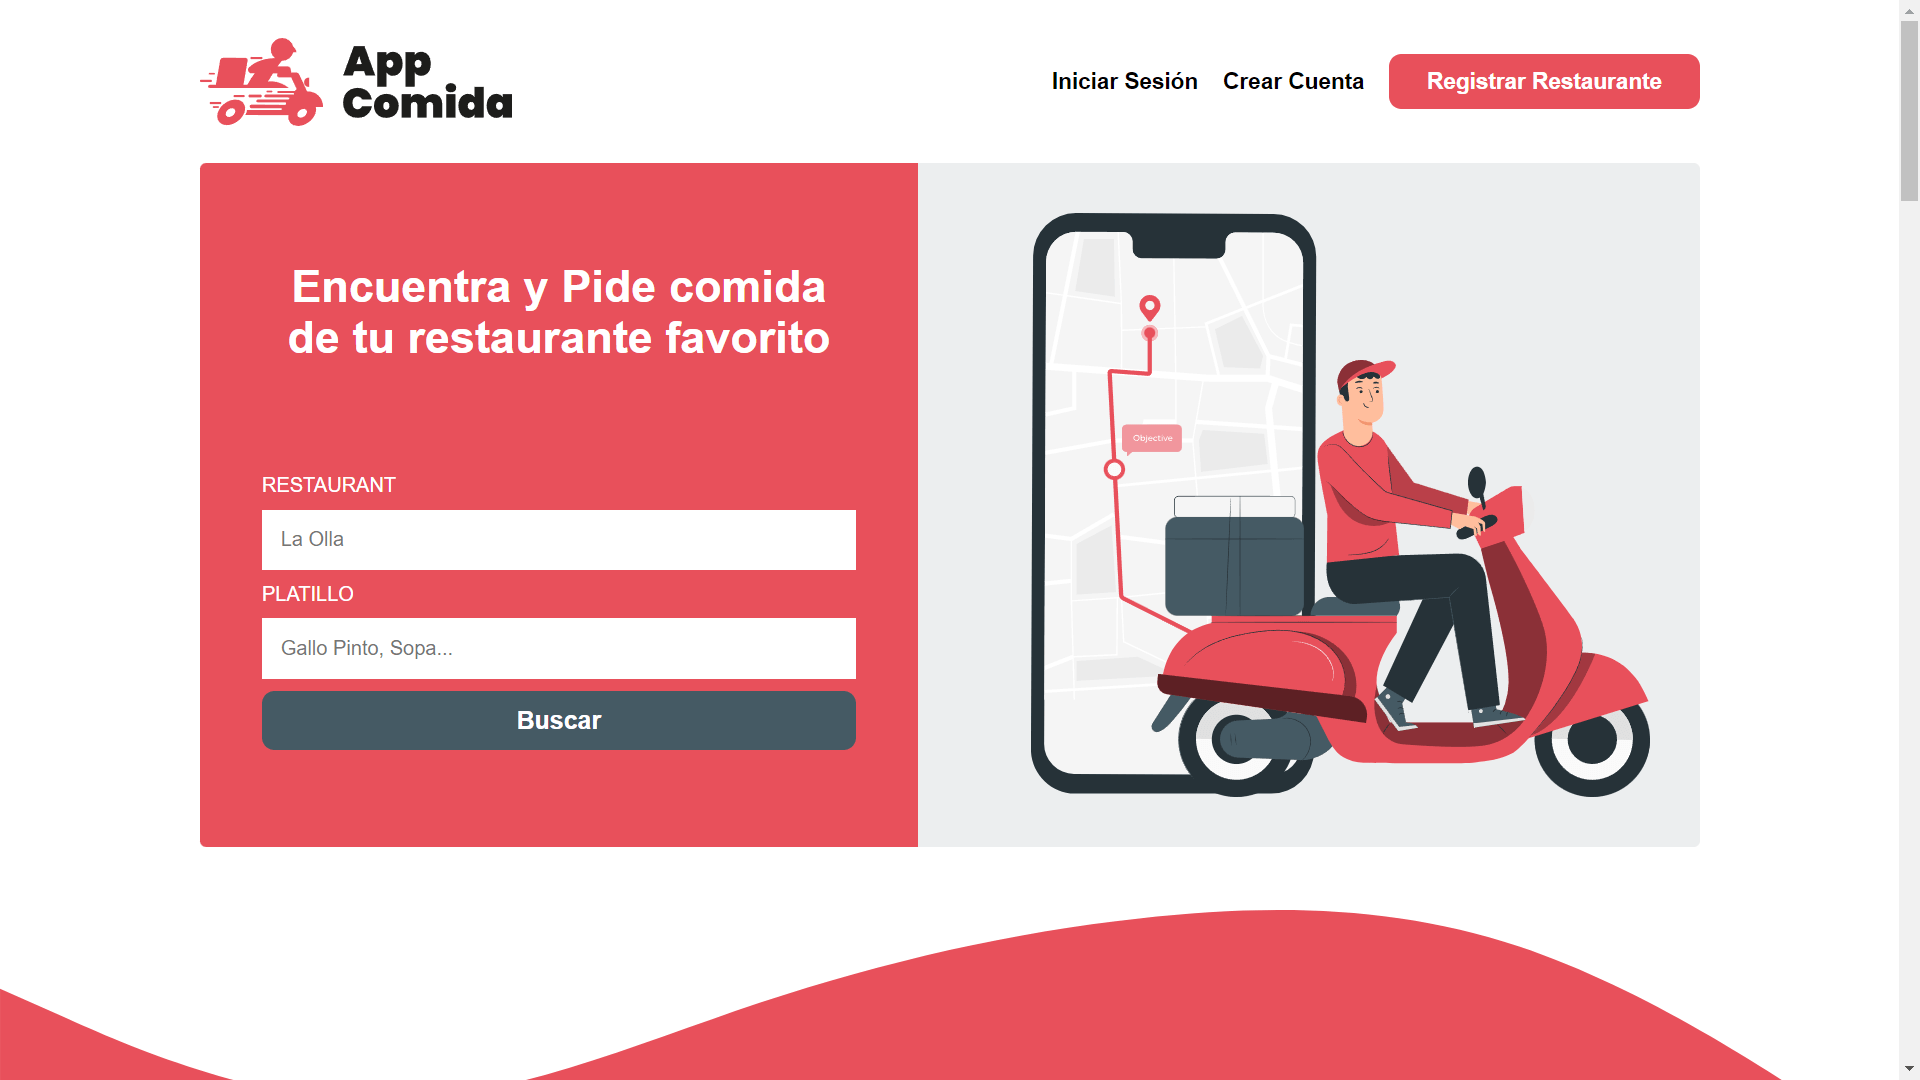 App
Comida
Iniciar Sesión
Crear Cuenta
Registrar Restaurante
Encuentra y Pide comida
de tu restaurante favorito
RESTAURANT
La Olla
PLATILLO
Gallo Pinto, Sopa...
Buscar
Objective